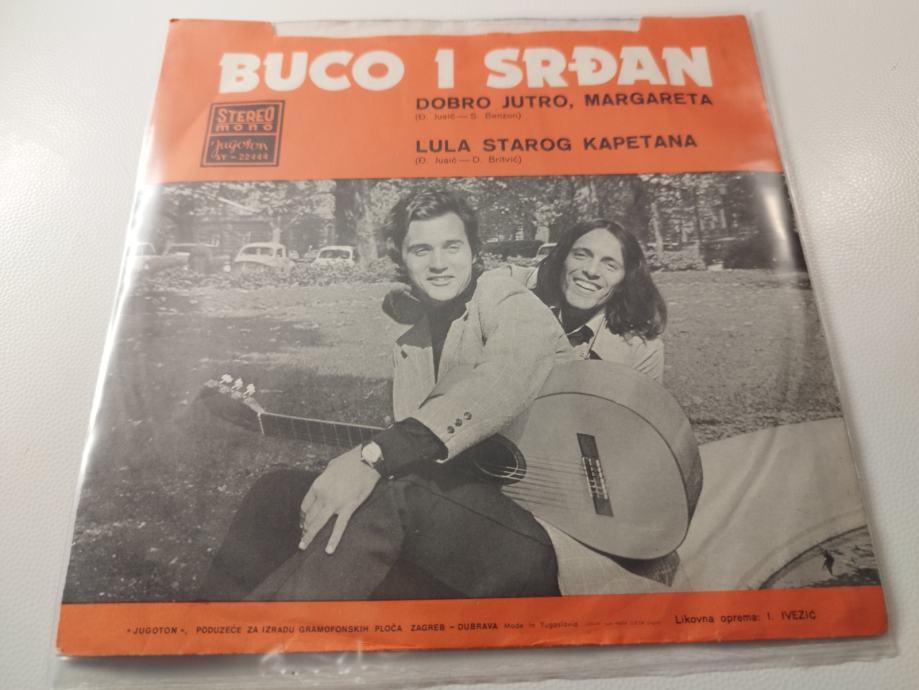 BUCO I SRĐAN
DOBRO JUTRO, MARGARETA
(Đ. Jusić — S. Benzon)
LULA STAROG KAPETANA
(Đ. Jusić — D. Britvić)
STEREO
mono
Jugoton
SY - 22444
»JUGOTON«, PODUZEĆE ZA IZRADU GRAMOFONSKIH PLOČA ZAGREB – DUBRAVA Made in Yugoslavia
Likovna oprema: I. IVEZIĆ